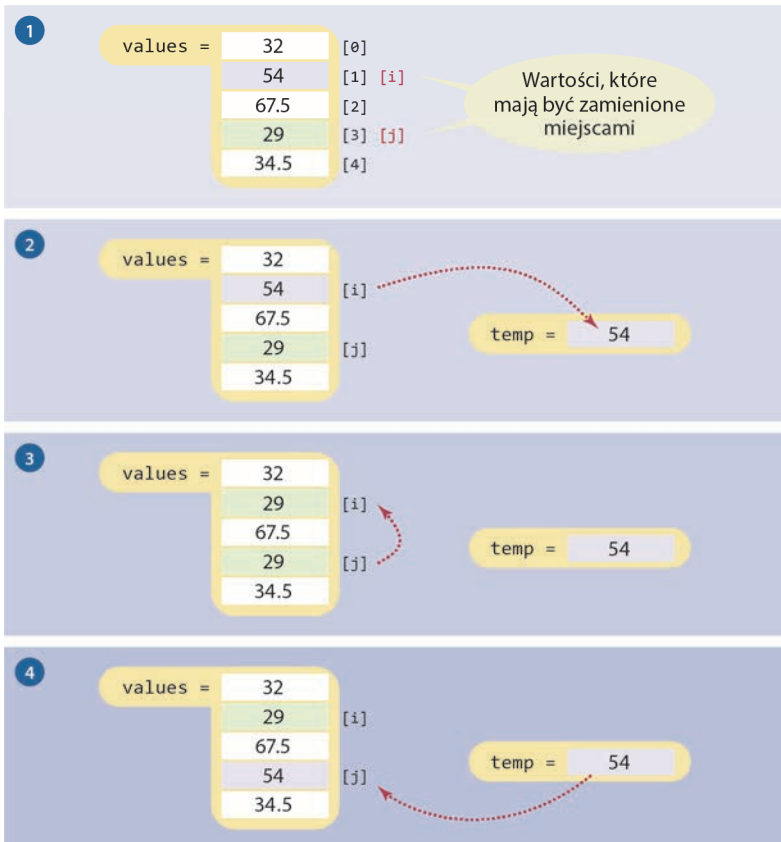 1
values = 32 [0]
54 [1] [i]
67.5 [2]
29 [3] [j]
34.5 [4]
Wartości, które
mają być zamienione
miejscami
2
values = 32
54 [i]
67.5
29 [j]
34.5
temp = 54
3
values = 32
29 [i]
67.5
29 [j]
34.5
temp = 54
4
values = 32
29 [i]
67.5
54 [j]
34.5
temp = 54